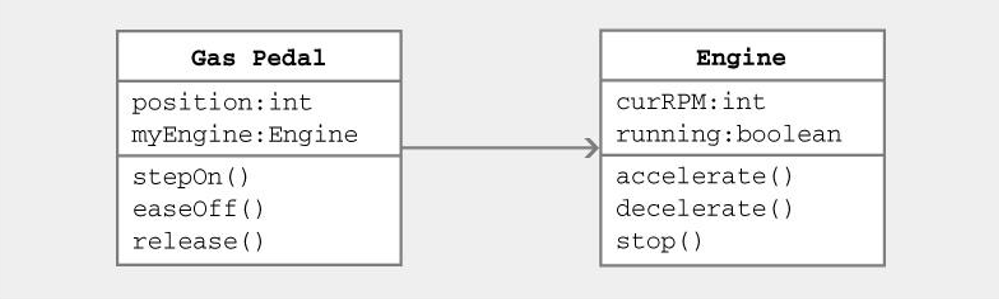 Gas Pedal
position:int
myEngine:Engine
stepOn()
easeOff()
release()
Engine
curRPM:int
running:boolean
accelerate()
decelerate()
stop()